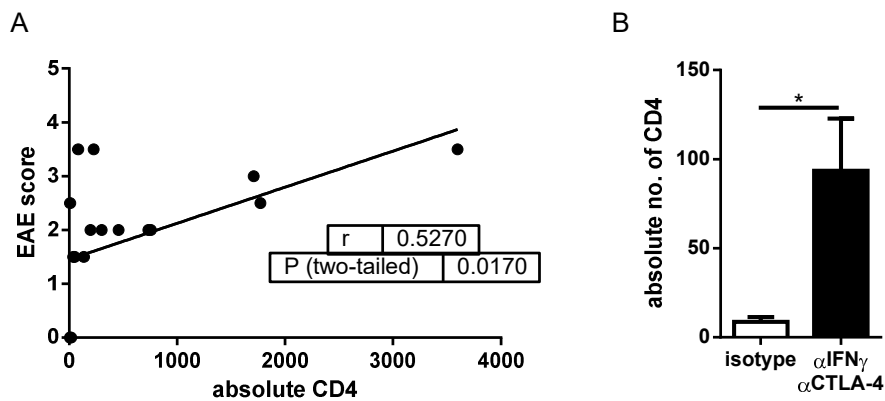 A
EAE score
5
4
3
2
1
0
r 0.5270
P (two-tailed) 0.0170
0 1000 2000 3000 4000
absolute CD4
B
absolute no. of CD4
150
100
50
0
*
isotype αIFNγ
αCTLA-4